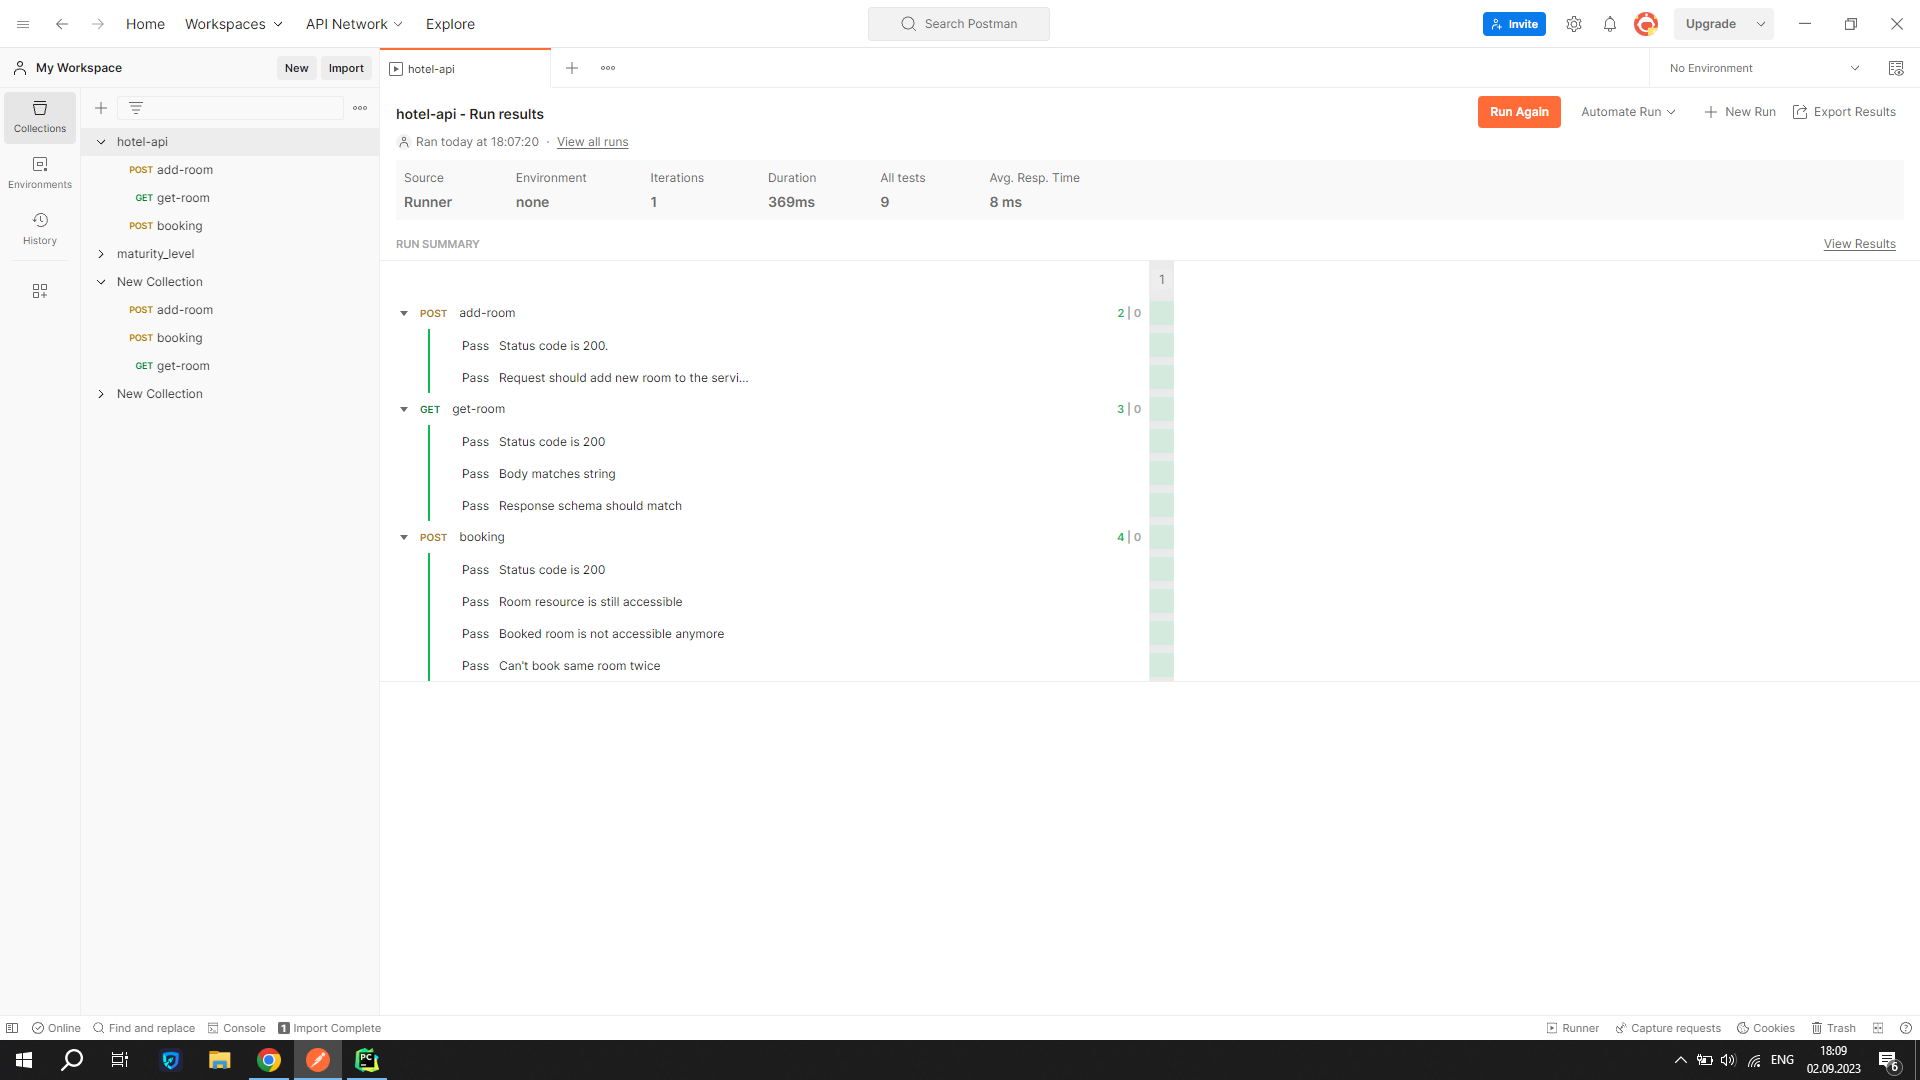 Home Workspaces API Network Explore Search Postman Invite Upgrade
My Workspace New Import hotel-api No Environment
Collections
Environments
History
hotel-api
POST add-room
GET get-room
POST booking
maturity_level
New Collection
POST add-room
POST booking
GET get-room
New Collection
hotel-api - Run results Run Again Automate Run New Run Export Results
Ran today at 18:07:20 · View all runs
Source Environment Iterations Duration All tests Avg. Resp. Time
Runner none 1 369ms 9 8 ms
RUN SUMMARY View Results
1
POST add-room 2 | 0
Pass Status code is 200.
Pass Request should add new room to the servi...
GET get-room 3 | 0
Pass Status code is 200
Pass Body matches string
Pass Response schema should match
POST booking 4 | 0
Pass Status code is 200
Pass Room resource is still accessible
Pass Booked room is not accessible anymore
Pass Can't book same room twice
Online Find and replace Console 1 Import Complete Runner Capture requests Cookies Trash
PC ENG 18:09
02.09.2023 6